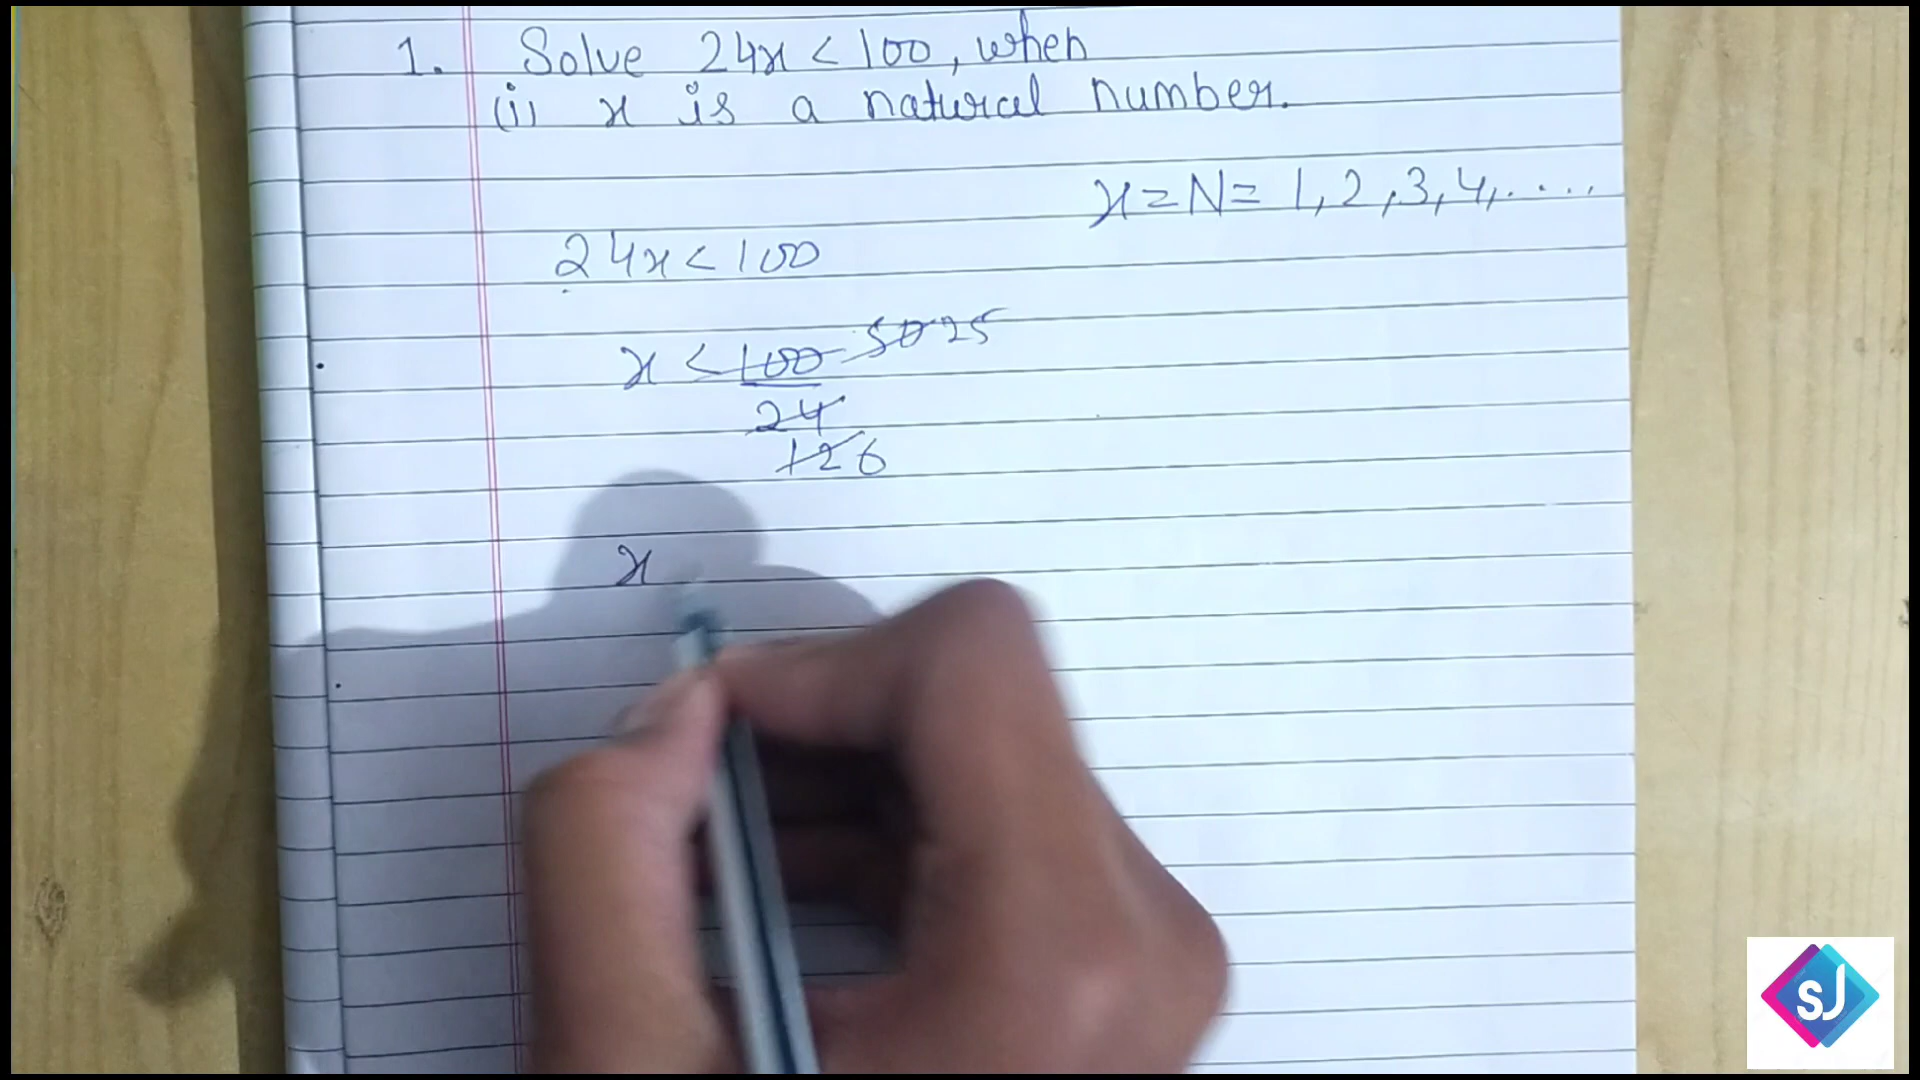 1. Solve 24x < 100, when
(i) x is a natural number.
x = N = 1, 2, 3, 4, .....
24x < 100
x < 100 50 25
24
12 6
x
SJ